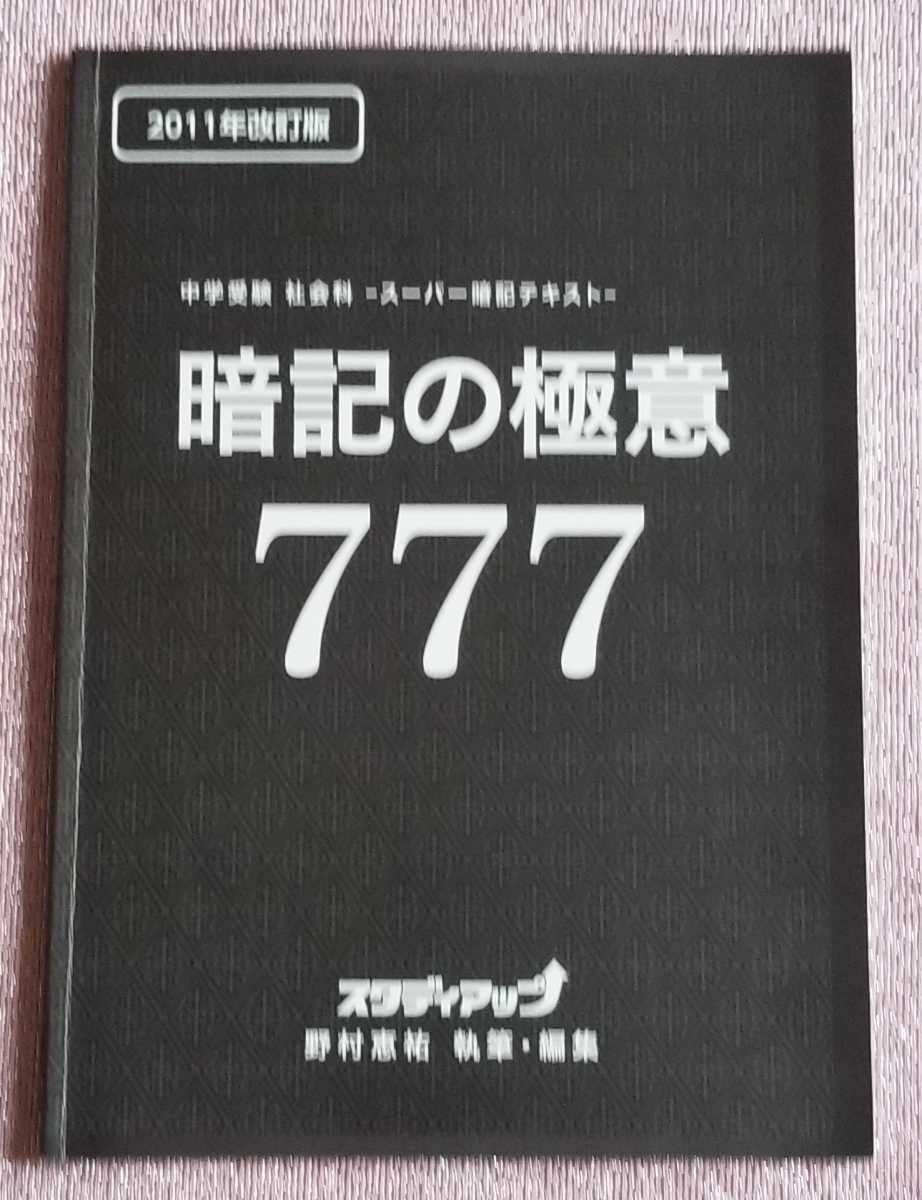 2011年改訂版
中学受験 社会科 -スーパー暗記テキスト-
暗記の極意
777
スタディアップ
野村恵祐 執筆・編集